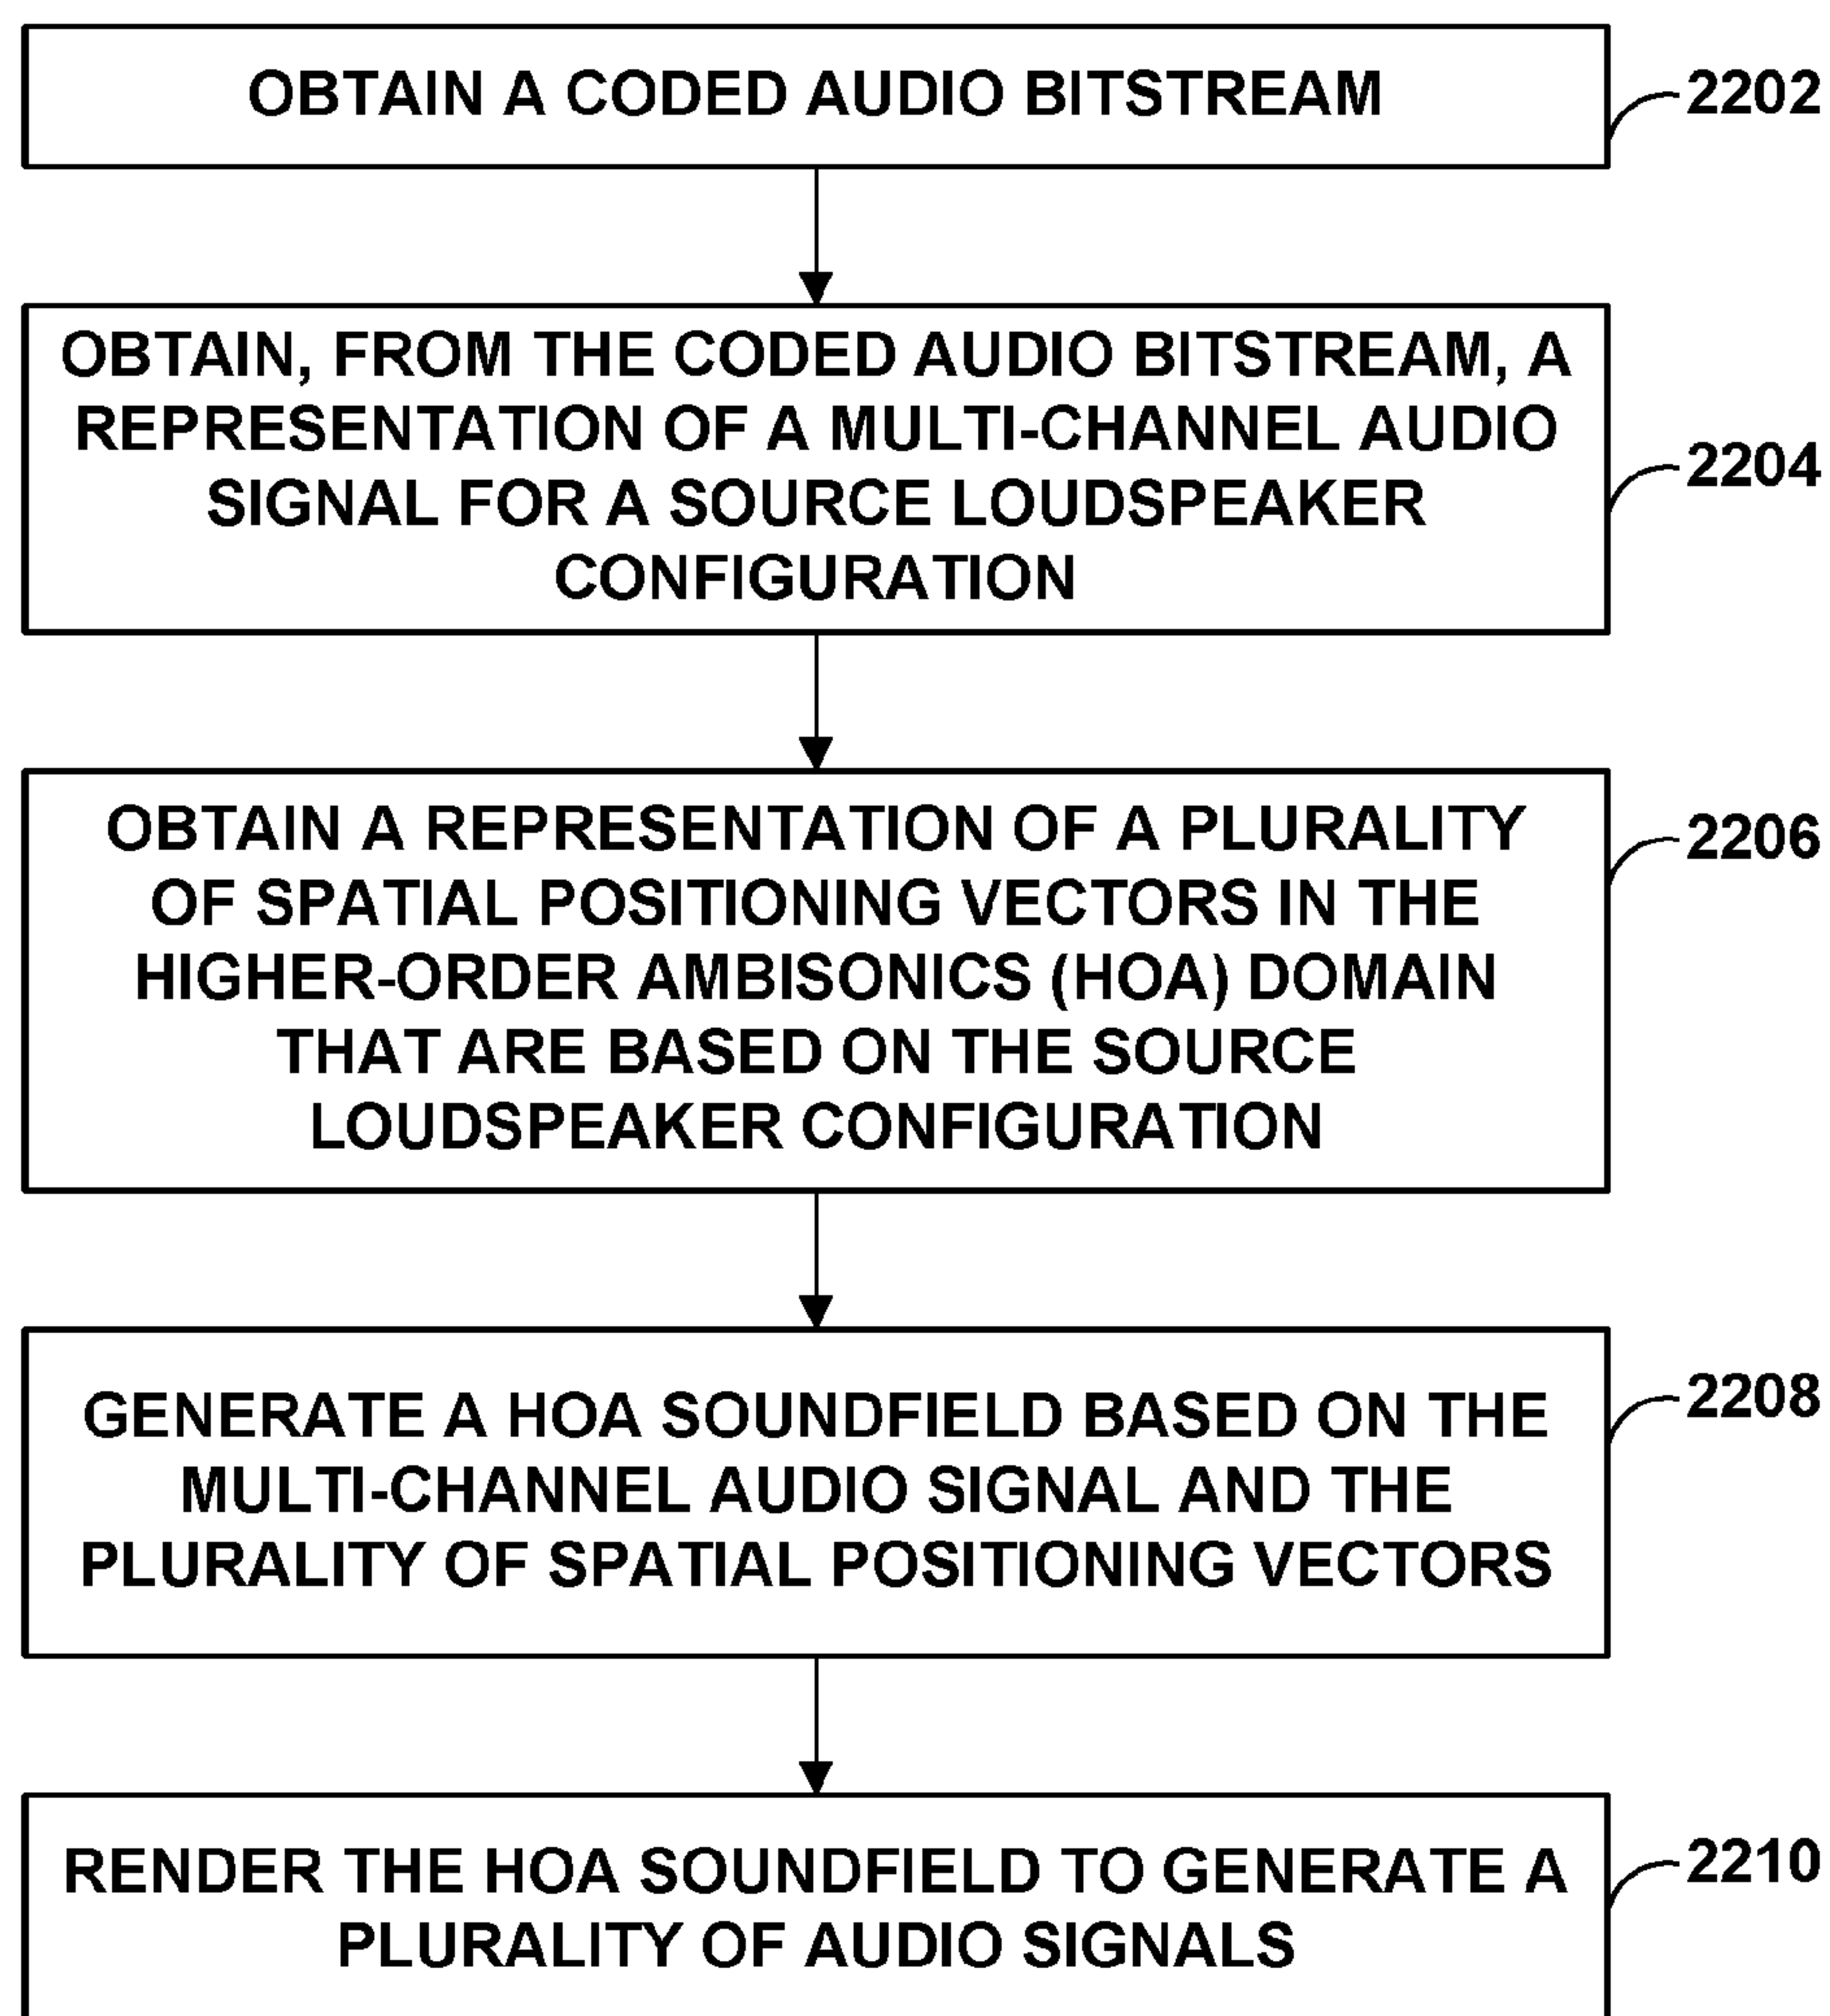 OBTAIN A CODED AUDIO BITSTREAM
2202
OBTAIN, FROM THE CODED AUDIO BITSTREAM, A
REPRESENTATION OF A MULTI-CHANNEL AUDIO
SIGNAL FOR A SOURCE LOUDSPEAKER
CONFIGURATION
2204
OBTAIN A REPRESENTATION OF A PLURALITY
OF SPATIAL POSITIONING VECTORS IN THE
HIGHER-ORDER AMBISONICS (HOA) DOMAIN
THAT ARE BASED ON THE SOURCE
LOUDSPEAKER CONFIGURATION
2206
GENERATE A HOA SOUNDFIELD BASED ON THE
MULTI-CHANNEL AUDIO SIGNAL AND THE
PLURALITY OF SPATIAL POSITIONING VECTORS
2208
RENDER THE HOA SOUNDFIELD TO GENERATE A
PLURALITY OF AUDIO SIGNALS
2210